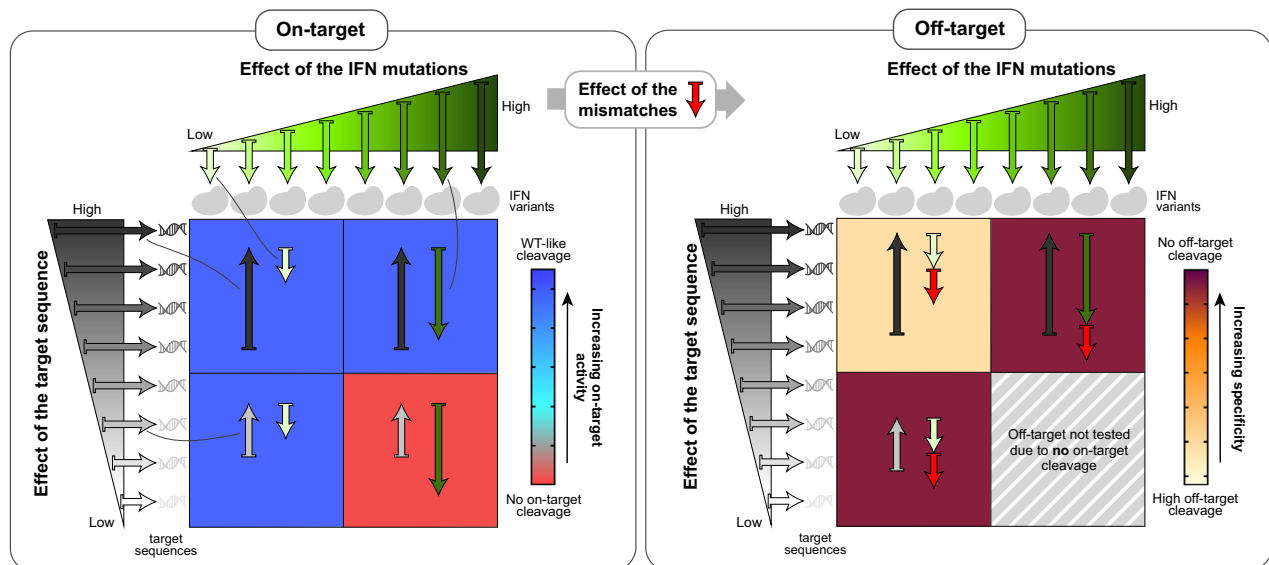 On-target
Effect of the IFN mutations
Low
High
IFN
variants
High
Effect of the target sequence
Low
target
sequences
WT-like
cleavage
Increasing on-target
activity
No on-target
cleavage
Effect of the
mismatches
Off-target
Effect of the IFN mutations
Low
High
IFN
variants
High
Effect of the target sequence
Low
target
sequences
Off-target not tested
due to no on-target
cleavage
No off-target
cleavage
Increasing specificity
High off-target
cleavage